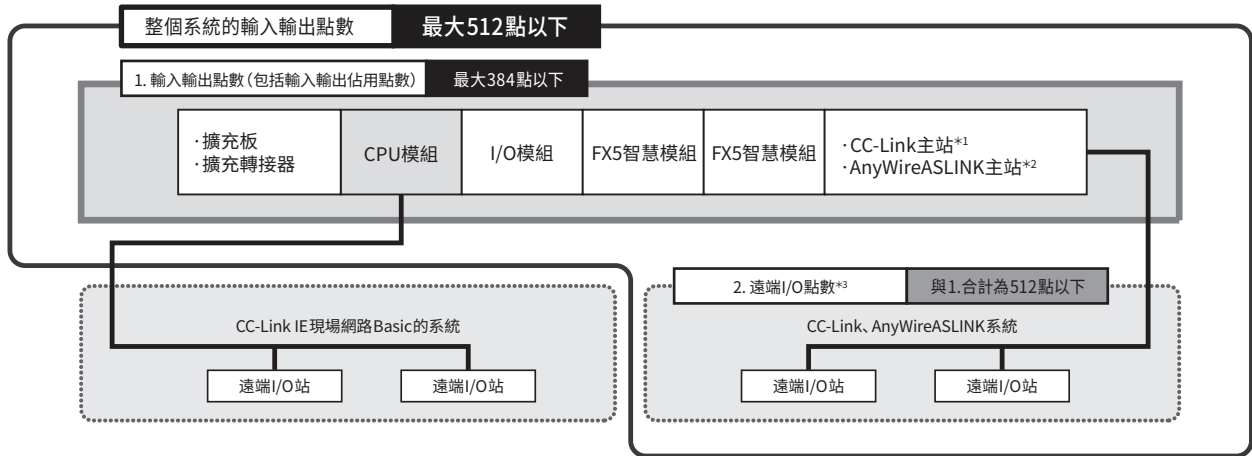 整個系統的輸入輸出點數 最大512點以下
1. 輸入輸出點數(包括輸入輸出佔用點數) 最大384點以下
·擴充板
·擴充轉接器
CPU模組
I/O模組
FX5智慧模組
FX5智慧模組
·CC-Link主站*1
·AnyWireASLINK主站*2
2. 遠端I/O點數*3 與1.合計為512點以下
CC-Link IE現場網路Basic的系統
CC-Link、AnyWireASLINK系統
遠端I/O站
遠端I/O站
遠端I/O站
遠端I/O站